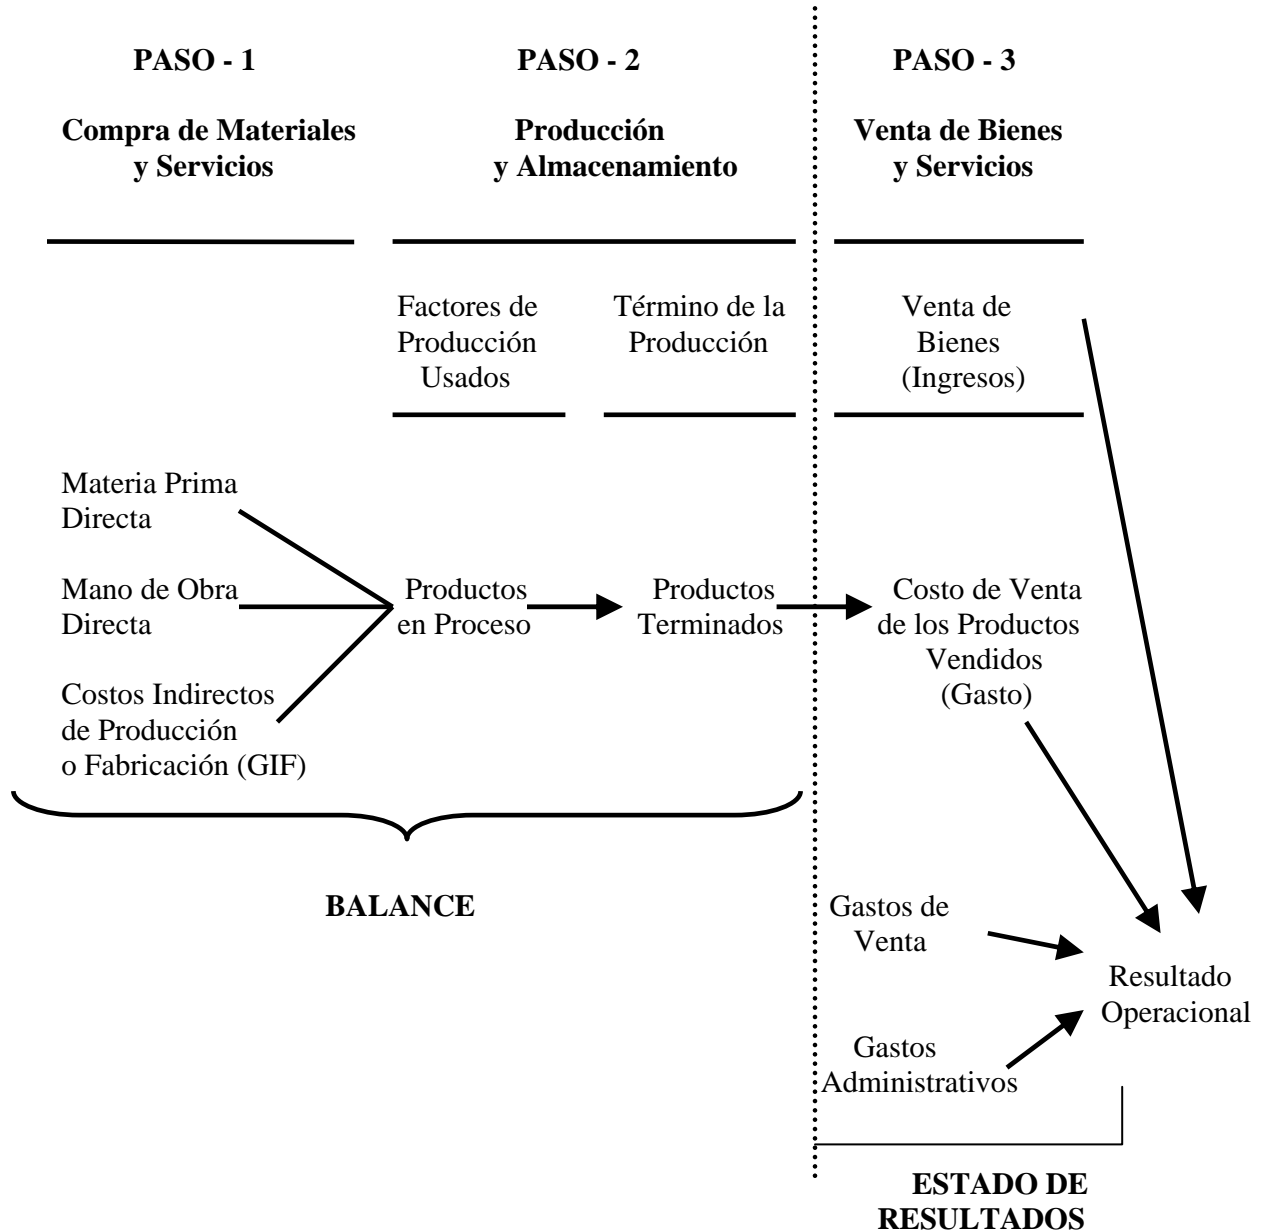 PASO - 1
Compra de Materiales
y Servicios
PASO - 2
Producción
y Almacenamiento
PASO - 3
Venta de Bienes
y Servicios
Factores de
Producción
Usados
Término de la
Producción
Venta de
Bienes
(Ingresos)
Materia Prima
Directa
Mano de Obra
Directa
Costos Indirectos
de Producción
o Fabricación (GIF)
Productos
en Proceso
Productos
Terminados
Costo de Venta
de los Productos
Vendidos
(Gasto)
BALANCE
Gastos de
Venta
Gastos
Administrativos
Resultado
Operacional
ESTADO DE
RESULTADOS